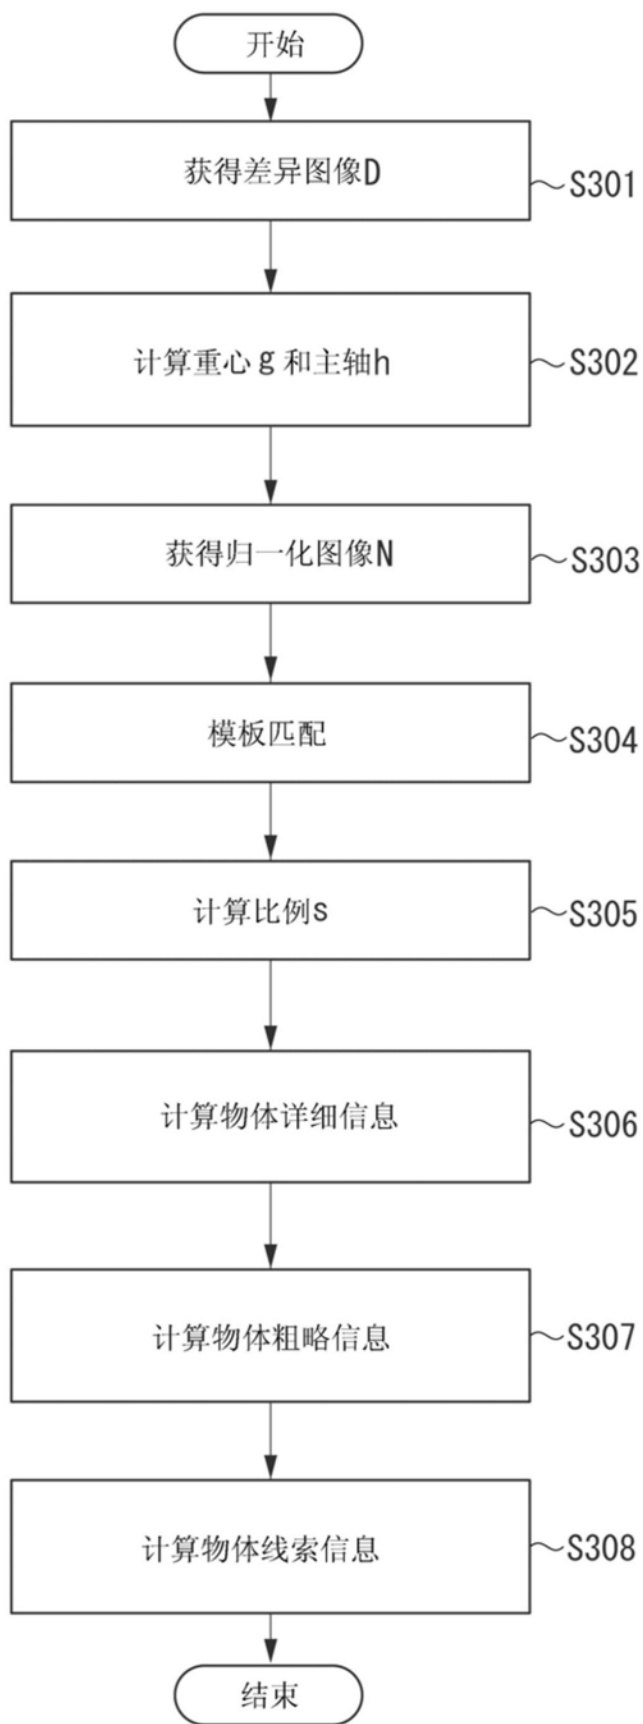 开始
获得差异图像D
S301
计算重心g和主轴h
S302
获得归一化图像N
S303
模板匹配
S304
计算比例s
S305
计算物体详细信息
S306
计算物体粗略信息
S307
计算物体线索信息
S308
结束